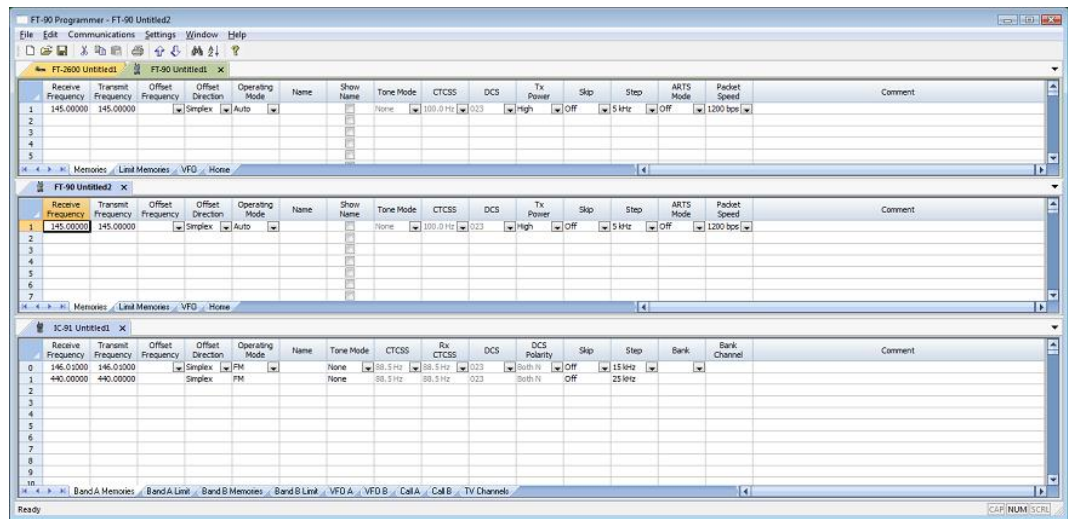 FT-90 Programmer - FT-90 Untitled2
File Edit Communications Settings Window Help
FT-2600 Untitled1 FT-90 Untitled1 x
Receive Frequency Transmit Frequency Offset Frequency Offset Direction Operating Mode Name Show Name Tone Mode CTCSS DCS Tx Power Skip Step ARTS Mode Packet Speed Comment
1 145.00000 145.00000 Simplex Auto None 100.0 Hz 023 High Off 5 kHz Off 1200 bps
2
3
4
5
Memories Limit Memories VFO Home
FT-90 Untitled2 x
Receive Frequency Transmit Frequency Offset Frequency Offset Direction Operating Mode Name Show Name Tone Mode CTCSS DCS Tx Power Skip Step ARTS Mode Packet Speed Comment
1 145.00000 145.00000 Simplex Auto None 100.0 Hz 023 High Off 5 kHz Off 1200 bps
2
3
4
5
6
7
Memories Limit Memories VFO Home
IC-91 Untitled1 x
Receive Frequency Transmit Frequency Offset Frequency Offset Direction Operating Mode Name Tone Mode CTCSS Rx CTCSS DCS DCS Polarity Skip Step Bank Bank Channel Comment
0 146.01000 146.01000 Simplex FM None 88.5 Hz 88.5 Hz 023 Both N Off 15 kHz
1 440.00000 440.00000 Simplex FM None 88.5 Hz 88.5 Hz 023 Both N Off 25 kHz
2
3
4
5
6
7
8
9
10
Band A Memories Band A Limit Band B Memories Band B Limit VFO A VFO B Call A Call B TV Channels
Ready CAP NUM SCRL